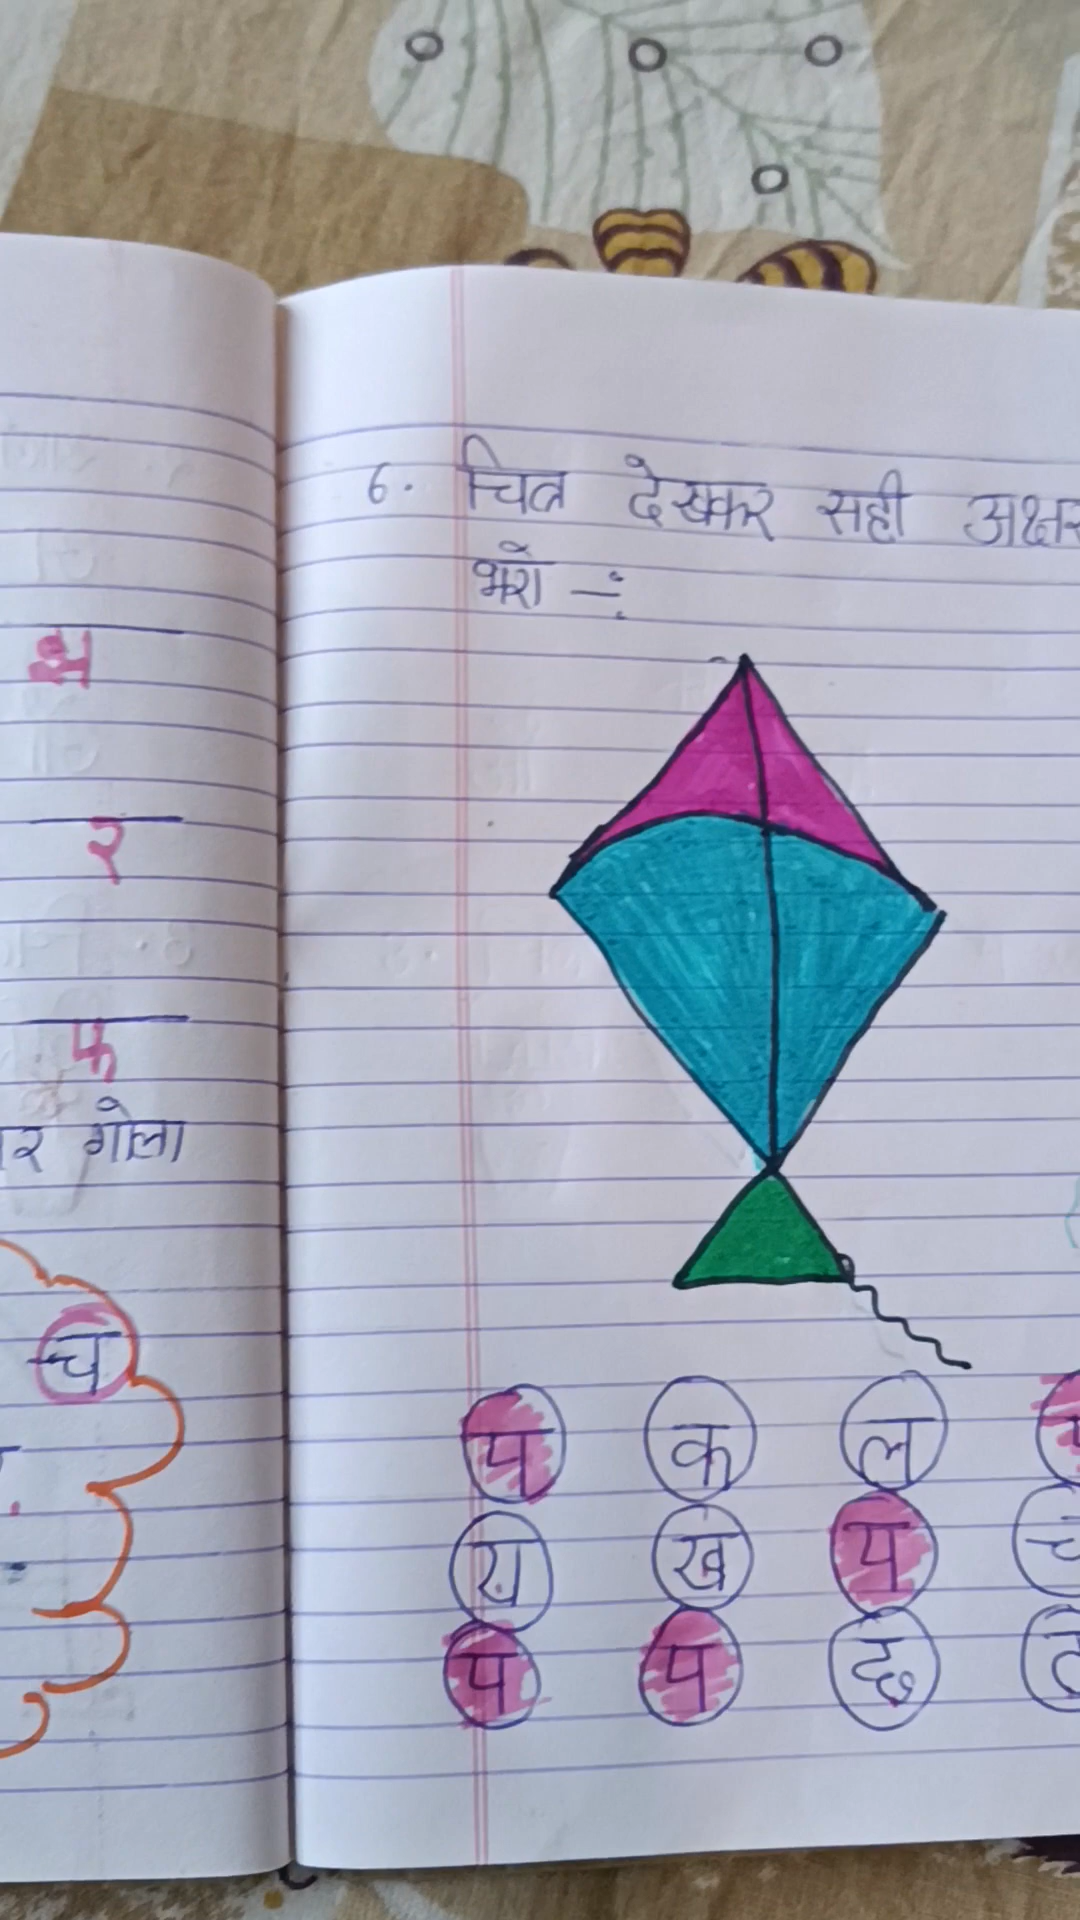 भ
र
फ
र गोला
च
6. चित्र देखकर सही अक्षर
भरो -:
प क ल
घ ख प च
प प छ